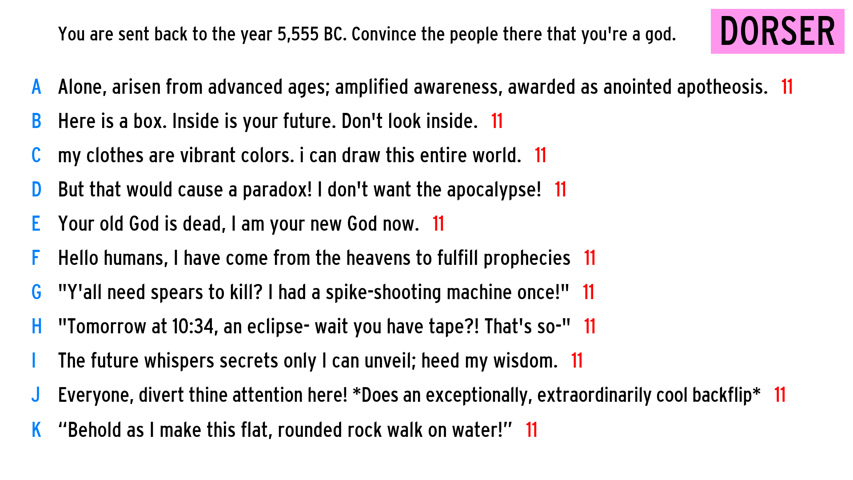 You are sent back to the year 5,555 BC. Convince the people there that you're a god.
DORSER
A Alone, arisen from advanced ages; amplified awareness, awarded as anointed apotheosis. 11
B Here is a box. Inside is your future. Don't look inside. 11
C my clothes are vibrant colors. i can draw this entire world. 11
D But that would cause a paradox! I don't want the apocalypse! 11
E Your old God is dead, I am your new God now. 11
F Hello humans, I have come from the heavens to fulfill prophecies 11
G "Y'all need spears to kill? I had a spike-shooting machine once!" 11
H "Tomorrow at 10:34, an eclipse- wait you have tape?! That's so-" 11
I The future whispers secrets only I can unveil; heed my wisdom. 11
J Everyone, divert thine attention here! *Does an exceptionally, extraordinarily cool backflip* 11
K “Behold as I make this flat, rounded rock walk on water!” 11